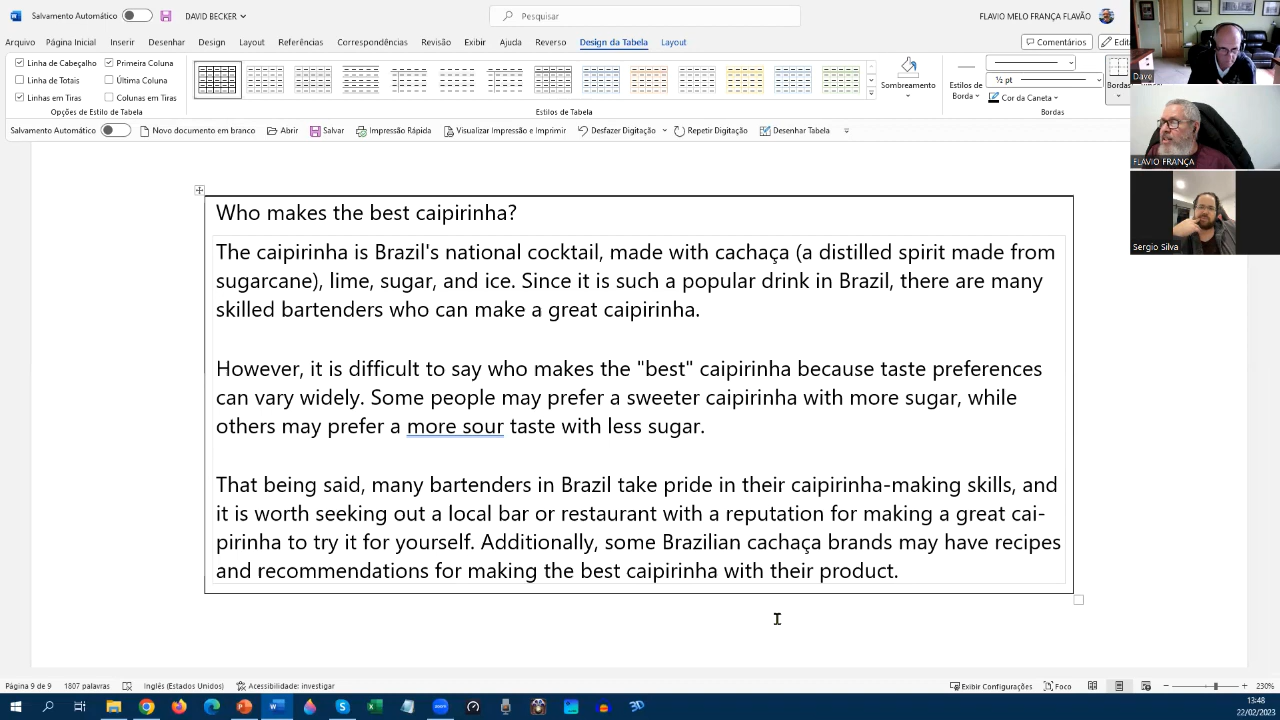 Salvamento Automático
DAVID BECKER
Pesquisar
FLAVIO MELO FRANÇA FLAVÃO
Arquivo Página Inicial Inserir Desenhar Design Layout Referências Correspondências Revisão Exibir Ajuda Reverso Design da Tabela Layout
Comentários
Linha de Cabeçalho Primeira Coluna
Linha de Totais Última Coluna
Linhas em Tiras Colunas em Tiras
Opções de Estilo de Tabela
Estilos de Tabela
Sombreamento
Estilos de Borda
½ pt
Cor da Caneta
Bordas
Bordas
Salvamento Automático Novo documento em branco Abrir Salvar Impressão Rápida Visualizar Impressão e Imprimir Desfazer Digitação Repetir Digitação Desenhar Tabela
Dave
FLAVIO FRANÇA
Sergio Silva
Who makes the best caipirinha?
The caipirinha is Brazil's national cocktail, made with cachaça (a distilled spirit made from
sugarcane), lime, sugar, and ice. Since it is such a popular drink in Brazil, there are many
skilled bartenders who can make a great caipirinha.
However, it is difficult to say who makes the "best" caipirinha because taste preferences
can vary widely. Some people may prefer a sweeter caipirinha with more sugar, while
others may prefer a more sour taste with less sugar.
That being said, many bartenders in Brazil take pride in their caipirinha-making skills, and
it is worth seeking out a local bar or restaurant with a reputation for making a great cai-
pirinha to try it for yourself. Additionally, some Brazilian cachaça brands may have recipes
and recommendations for making the best caipirinha with their product.
Página 9 de 9 1807 palavras Inglês (Estados Unidos) Acessibilidade: investigar
Exibir Configurações Foco 230%
13:48
22/02/2023